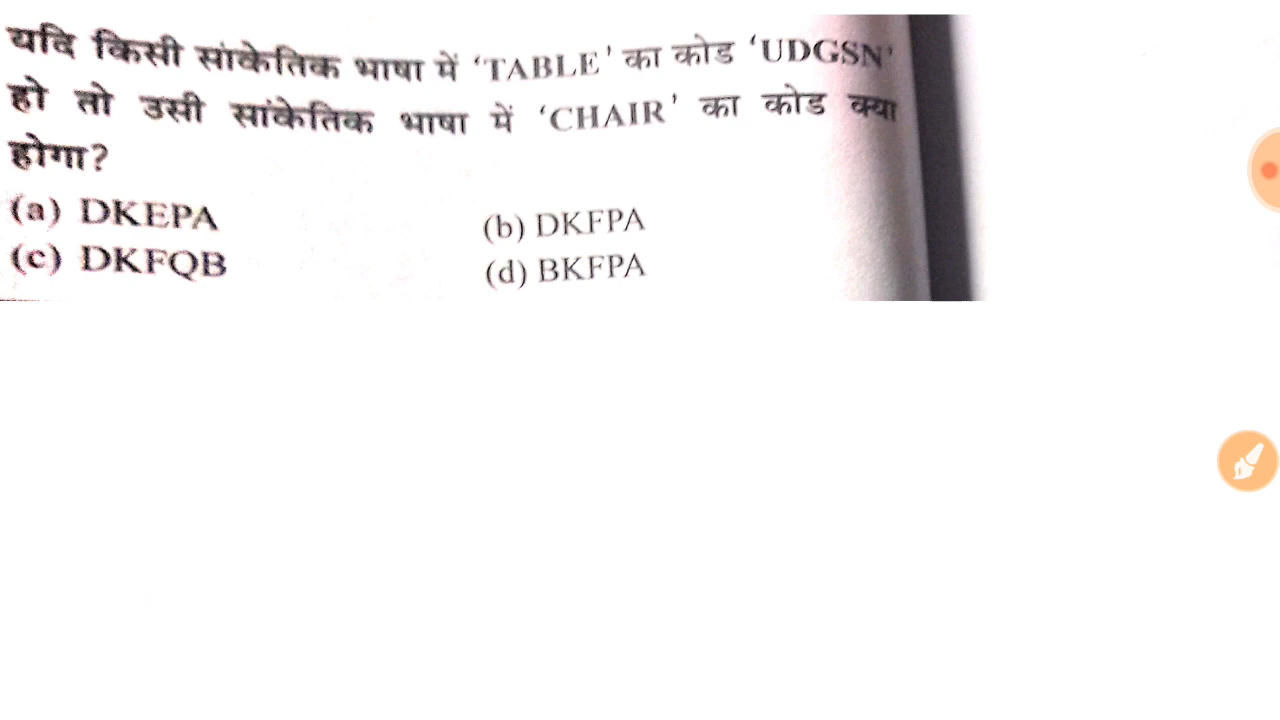 यदि किसी सांकेतिक भाषा में ‘TABLE’ का कोड ‘UDGSN’
हो तो उसी सांकेतिक भाषा में ‘CHAIR’ का कोड क्या
होगा?
(a) DKEPA (b) DKFPA
(c) DKFQB (d) BKFPA